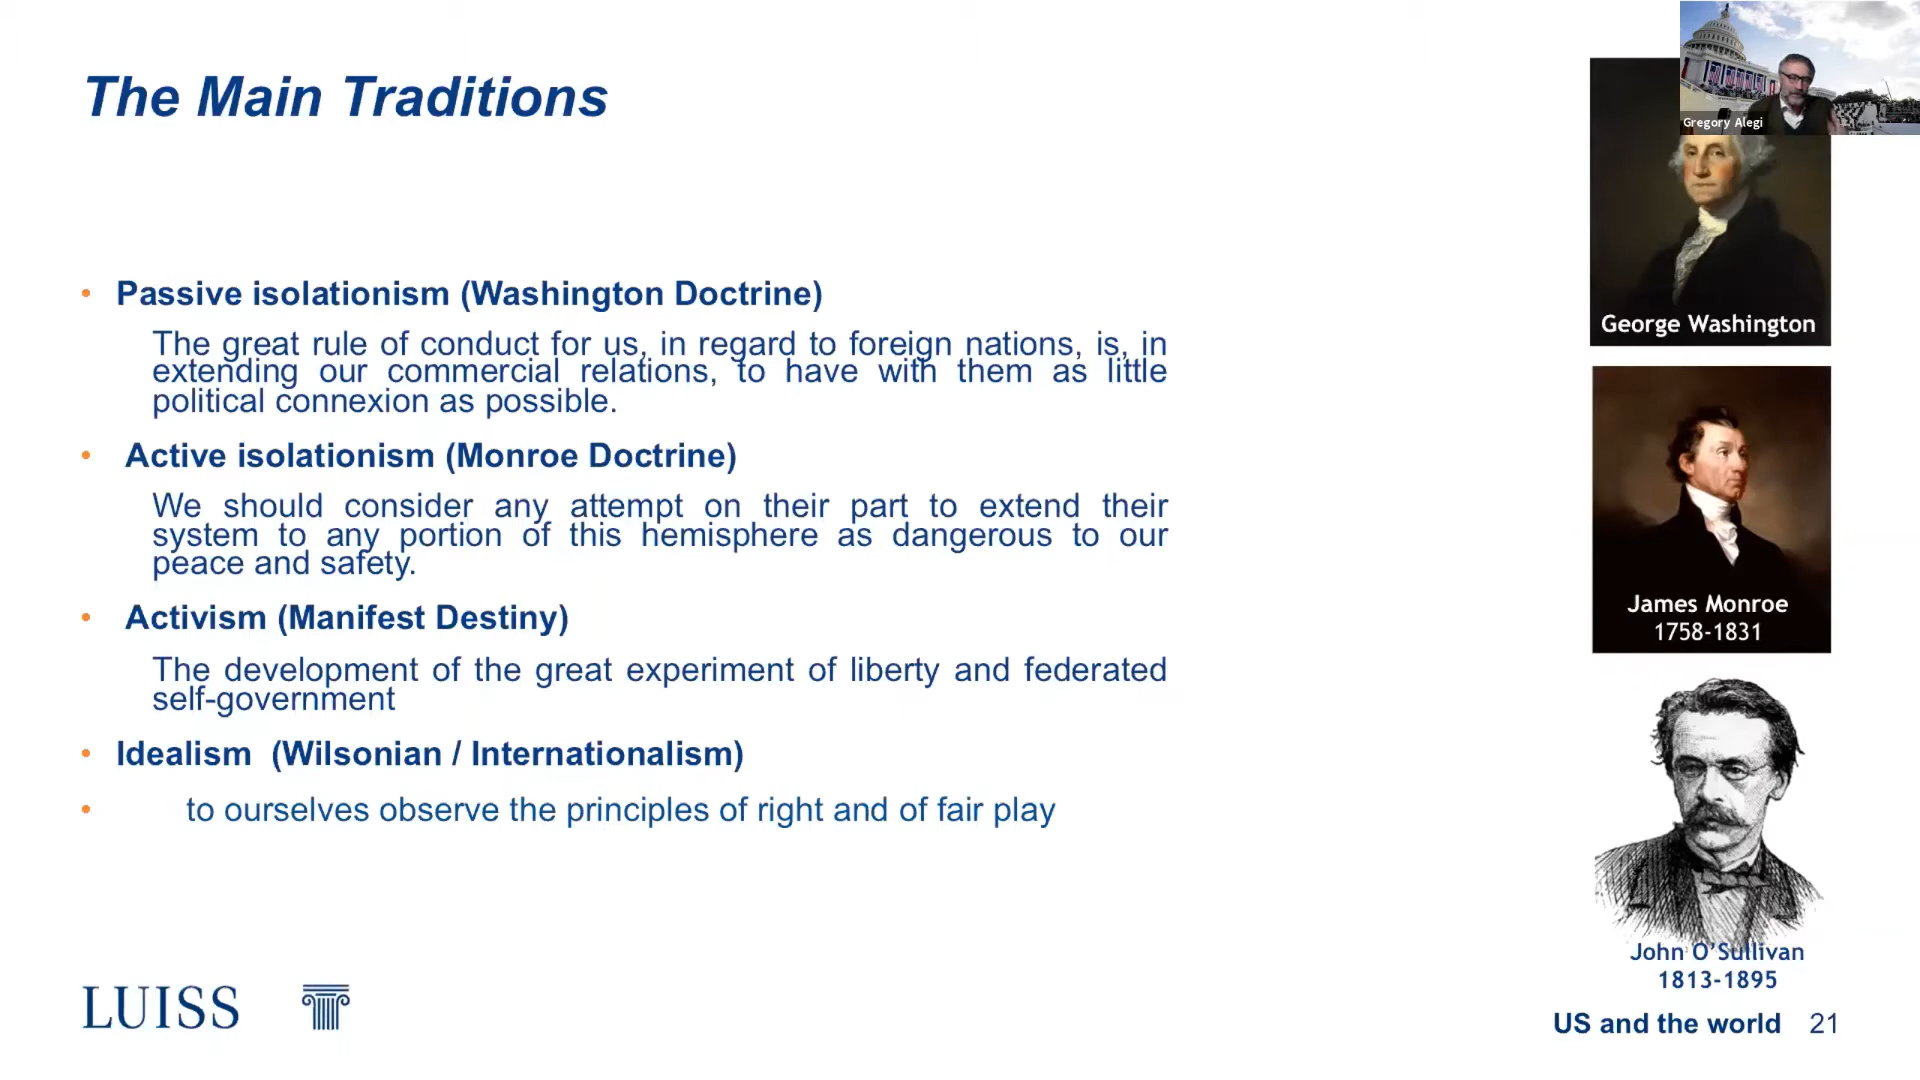 The Main Traditions
• Passive isolationism (Washington Doctrine)
The great rule of conduct for us, in regard to foreign nations, is, in
extending our commercial relations, to have with them as little
political connexion as possible.
• Active isolationism (Monroe Doctrine)
We should consider any attempt on their part to extend their
system to any portion of this hemisphere as dangerous to our
peace and safety.
• Activism (Manifest Destiny)
The development of the great experiment of liberty and federated
self-government
• Idealism (Wilsonian / Internationalism)
• to ourselves observe the principles of right and of fair play
Gregory Alegi
George Washington
James Monroe
1758-1831
John O'Sullivan
1813-1895
LUISS
US and the world 21